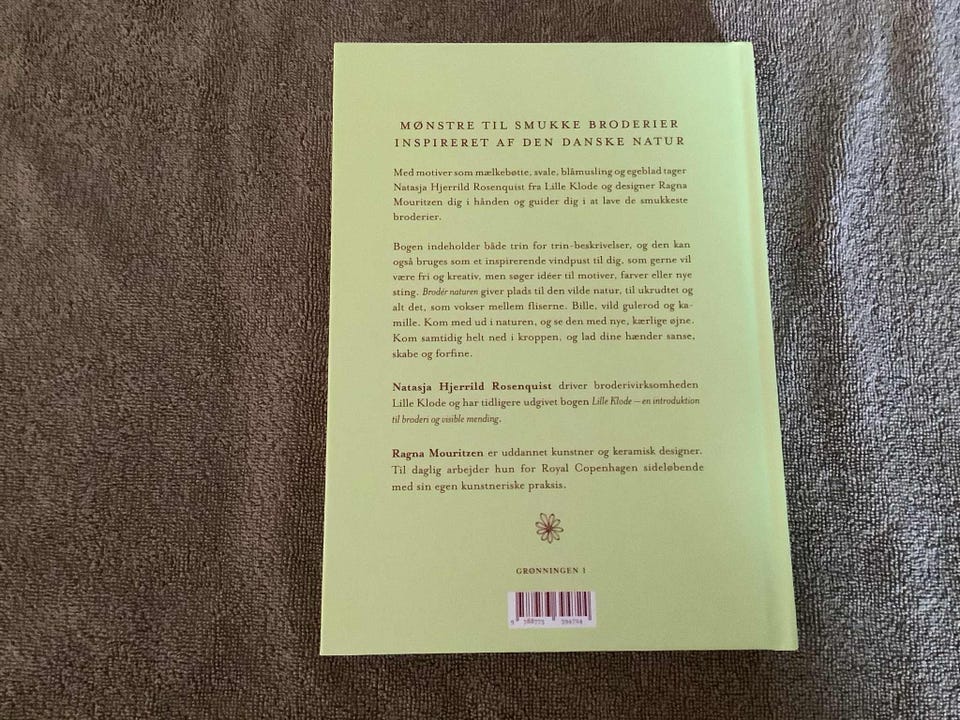 MØNSTRE TIL SMUKKE BRODERIER
INSPIRERET AF DEN DANSKE NATUR
Med motiver som mælkebøtte, svale, blåmusling og egeblad tager
Natasja Hjerrild Rosenquist fra Lille Klode og designer Ragna
Mouritzen dig i hånden og guider dig i at lave de smukkeste
broderier.
Bogen indeholder både trin for trin-beskrivelser, og den kan
også bruges som et inspirerende vindpust til dig, som gerne vil
være fri og kreativ, men søger idéer til motiver, farver eller nye
sting. Brodér naturen giver plads til den vilde natur, til ukrudtet og
alt det, som vokser mellem fliserne. Bille, vild gulerod og ka-
mille. Kom med ud i naturen, og se den med nye, kærlige øjne.
Kom samtidig helt ned i kroppen, og lad dine hænder sanse,
skabe og forfine.
Natasja Hjerrild Rosenquist driver broderivirksomheden
Lille Klode og har tidligere udgivet bogen Lille Klode – en introduktion
til broderi og visible mending.
Ragna Mouritzen er uddannet kunstner og keramisk designer.
Til daglig arbejder hun for Royal Copenhagen sideløbende
med sin egen kunstneriske praksis.
GRØNNINGEN 1
9 788773 394724